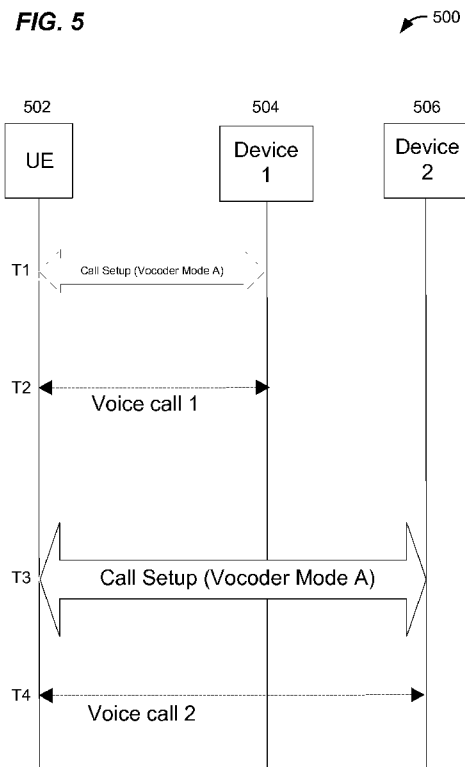 FIG. 5
500
502
504
506
UE
Device
1
Device
2
T1
Call Setup (Vocoder Mode A)
T2
Voice call 1
T3
Call Setup (Vocoder Mode A)
T4
Voice call 2